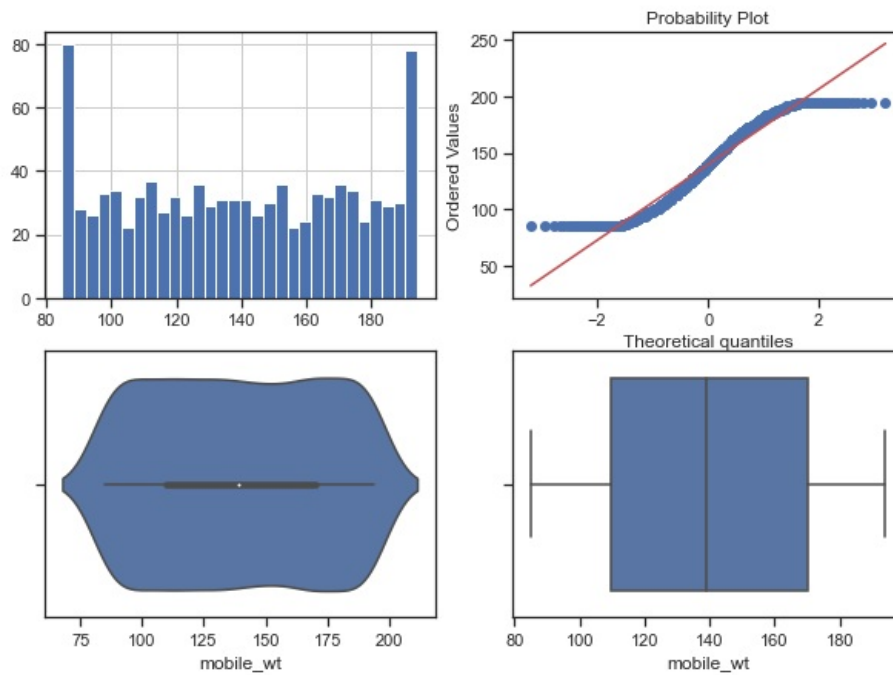 Probability Plot
80
60
40
20
0
80 100 120 140 160 180
Ordered Values
250
200
150
100
50
−2 0 2
Theoretical quantiles
75 100 125 150 175 200
mobile_wt
80 100 120 140 160 180
mobile_wt